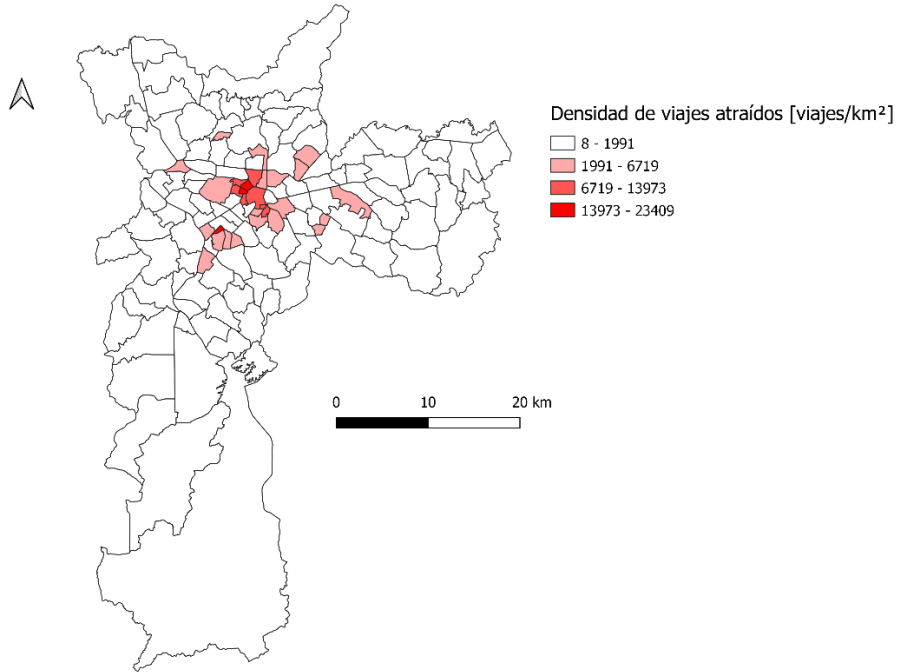 Densidad de viajes atraídos [viajes/km²]
8 - 1991
1991 - 6719
6719 - 13973
13973 - 23409
0 10 20 km